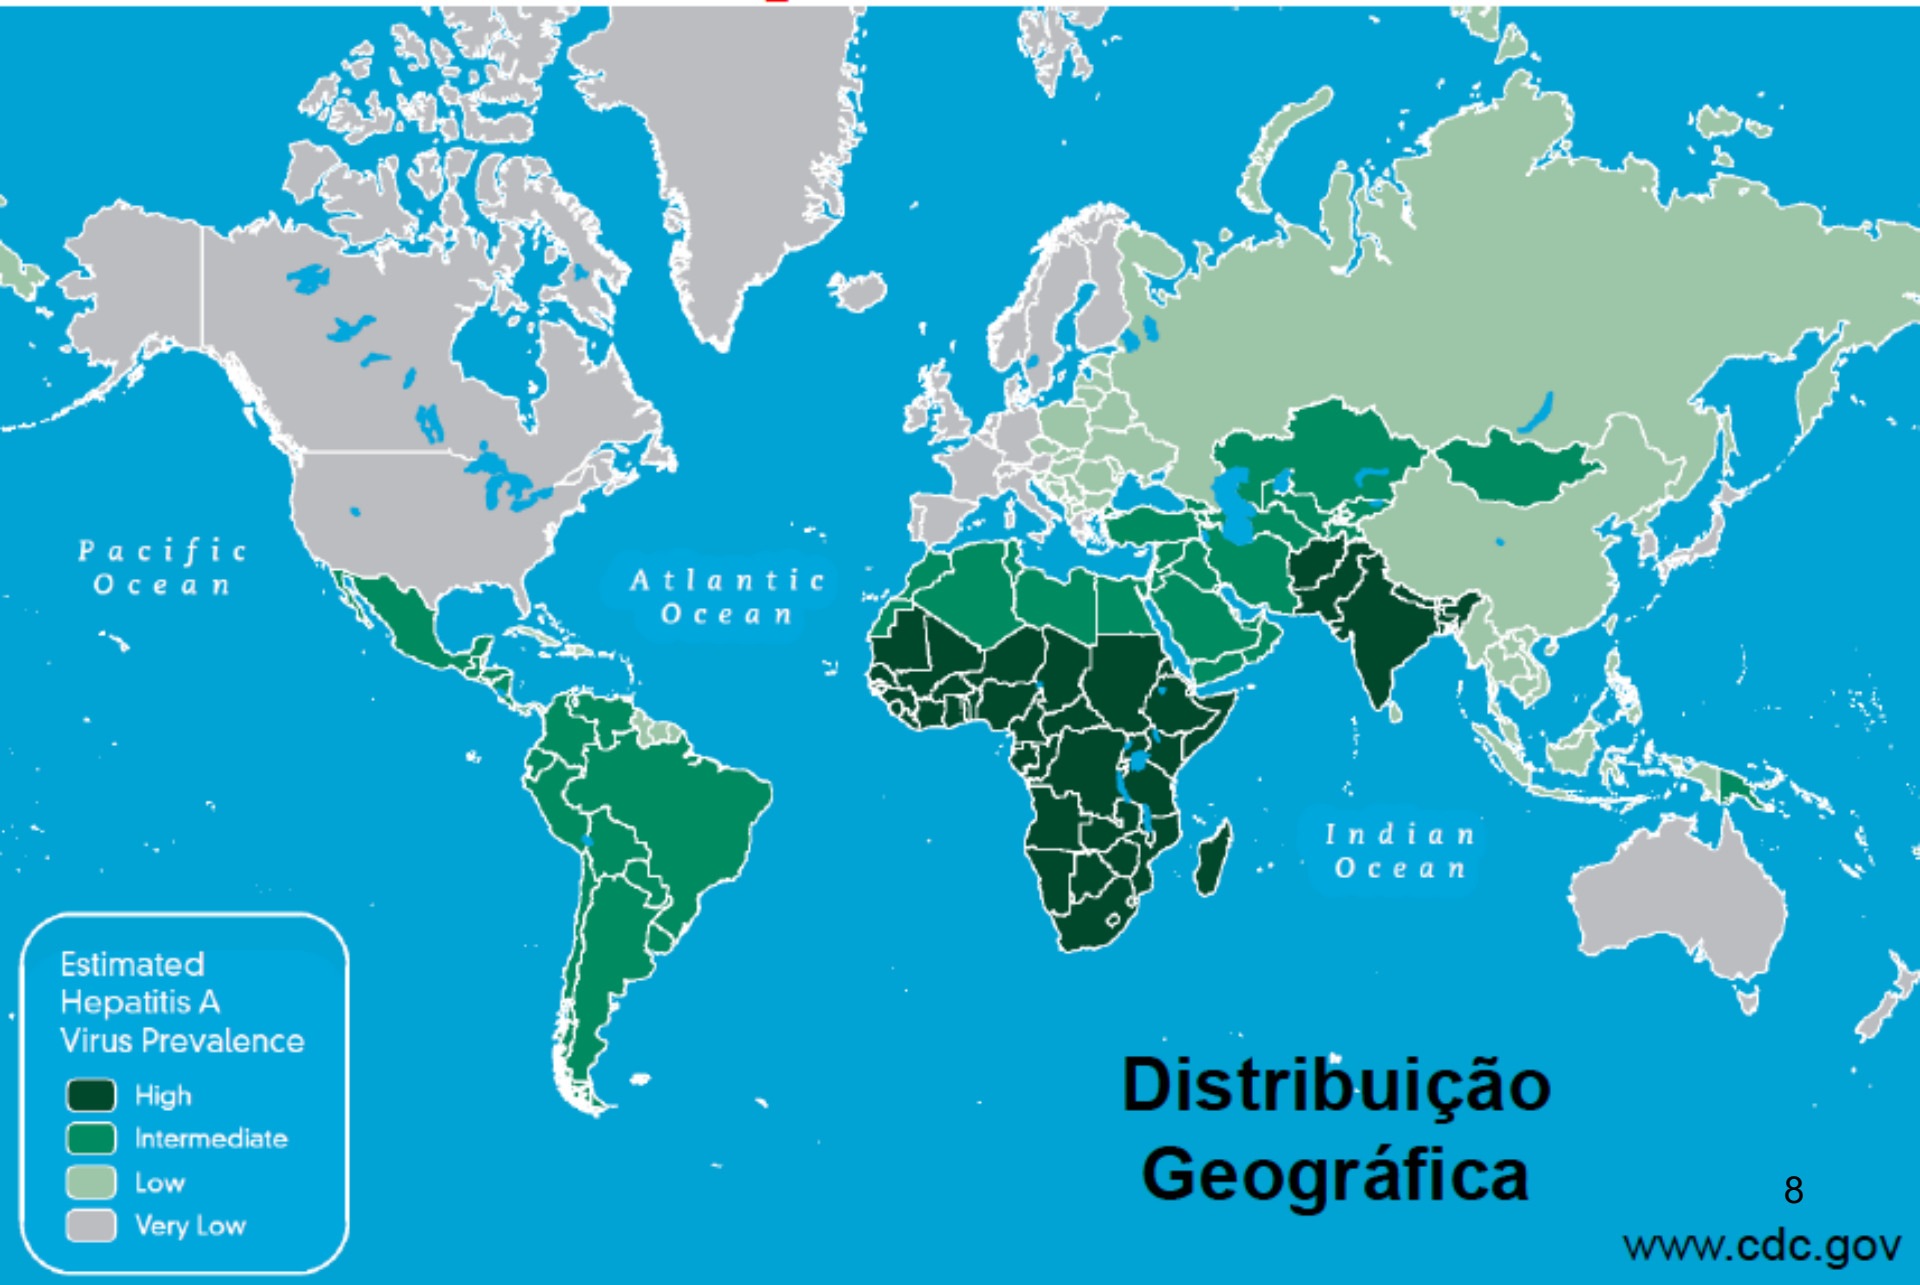 Pacific
Ocean
Atlantic
Ocean
Indian
Ocean
Estimated
Hepatitis A
Virus Prevalence
High
Intermediate
Low
Very Low
Distribuição
Geográfica
8
www.cdc.gov